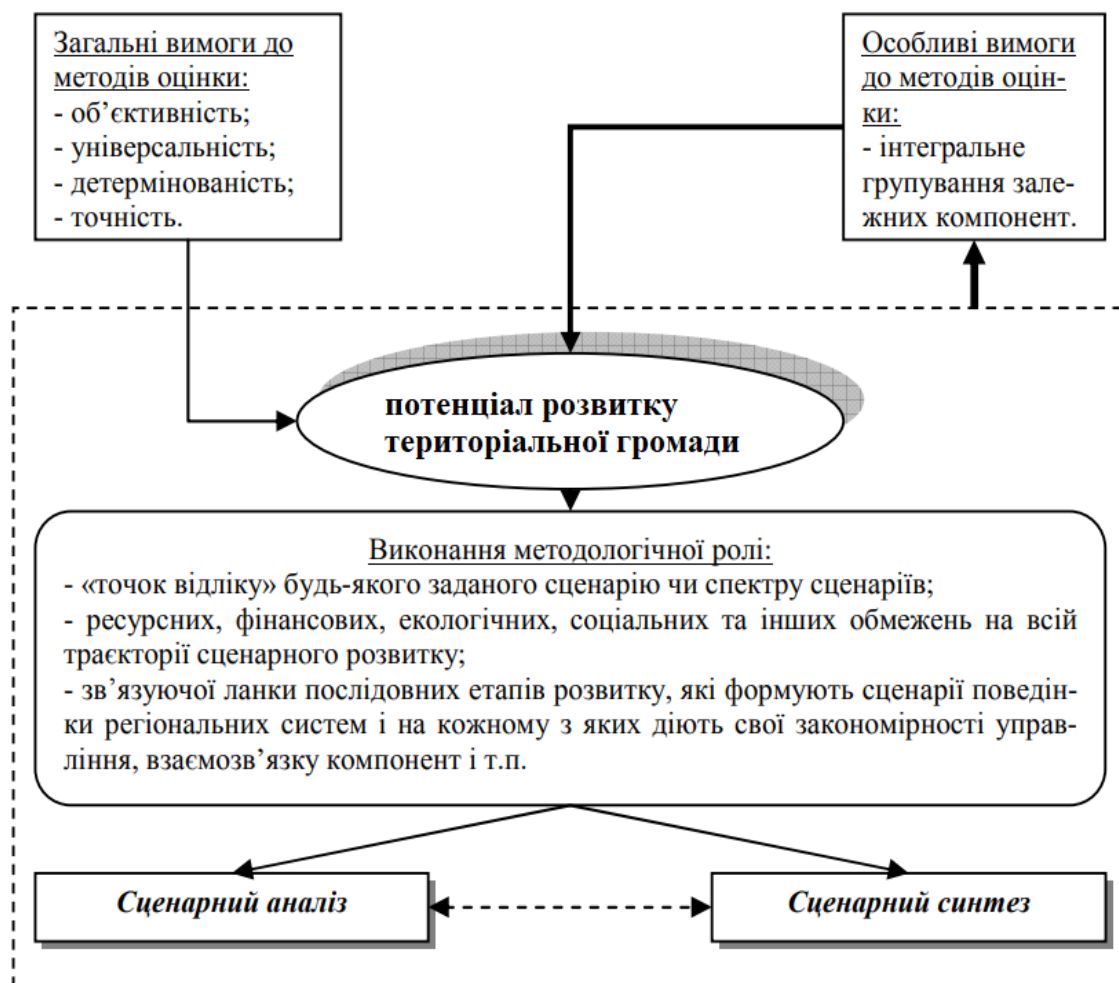 Загальні вимоги до
методів оцінки:
- об’єктивність;
- універсальність;
- детермінованість;
- точність.
Особливі вимоги
до методів оцін-
ки:
- інтегральне
групування зале-
жних компонент.
потенціал розвитку
територіальної громади
Виконання методологічної ролі:
- «точок відліку» будь-якого заданого сценарію чи спектру сценаріїв;
- ресурсних, фінансових, екологічних, соціальних та інших обмежень на всій
траєкторії сценарного розвитку;
- зв’язуючої ланки послідовних етапів розвитку, які формують сценарії поведін-
ки регіональних систем і на кожному з яких діють свої закономірності управ-
ління, взаємозв’язку компонент і т.п.
Сценарний аналіз
Сценарний синтез